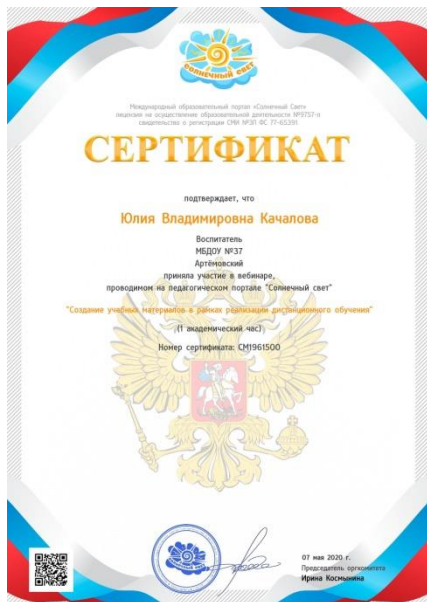 СОЛНЕЧНЫЙ СВЕТ
Международный образовательный портал «Солнечный Свет»
лицензия на осуществление образовательной деятельности №9757-л
свидетельство о регистрации СМИ №ЭЛ ФС 77-65391
СЕРТИФИКАТ
подтверждает, что
Юлия Владимировна Качалова
Воспитатель
МБДОУ №37
Артёмовский
приняла участие в вебинаре,
проводимом на педагогическом портале "Солнечный свет"
"Создание учебных материалов в рамках реализации дистанционного обучения"
(1 академический час)
Номер сертификата: СМ1961500
07 мая 2020 г.
Председатель оргкомитета
Ирина Космынина